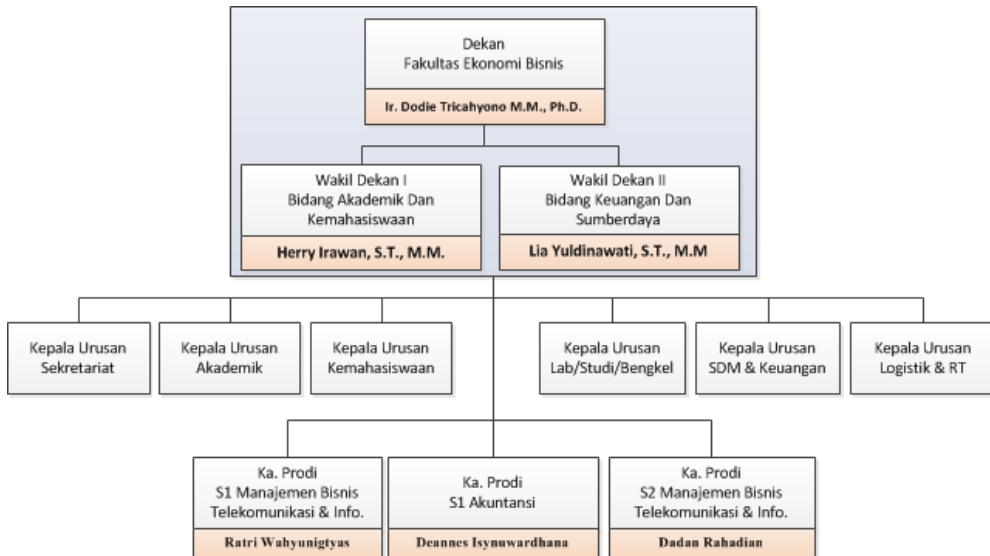 Dekan
Fakultas Ekonomi Bisnis
Ir. Dodie Tricahyono M.M., Ph.D.
Wakil Dekan I
Bidang Akademik Dan
Kemahasiswaan
Herry Irawan, S.T., M.M.
Wakil Dekan II
Bidang Keuangan Dan
Sumberdaya
Lia Yuldinawati, S.T., M.M
Kepala Urusan
Sekretariat
Kepala Urusan
Akademik
Kepala Urusan
Kemahasiswaan
Kepala Urusan
Lab/Studi/Bengkel
Kepala Urusan
SDM & Keuangan
Kepala Urusan
Logistik & RT
Ka. Prodi
S1 Manajemen Bisnis
Telekomunikasi & Info.
Ratri Wahyunigtyas
Ka. Prodi
S1 Akuntansi
Deannes Isynuwardhana
Ka. Prodi
S2 Manajemen Bisnis
Telekomunikasi & Info.
Dadan Rahadian